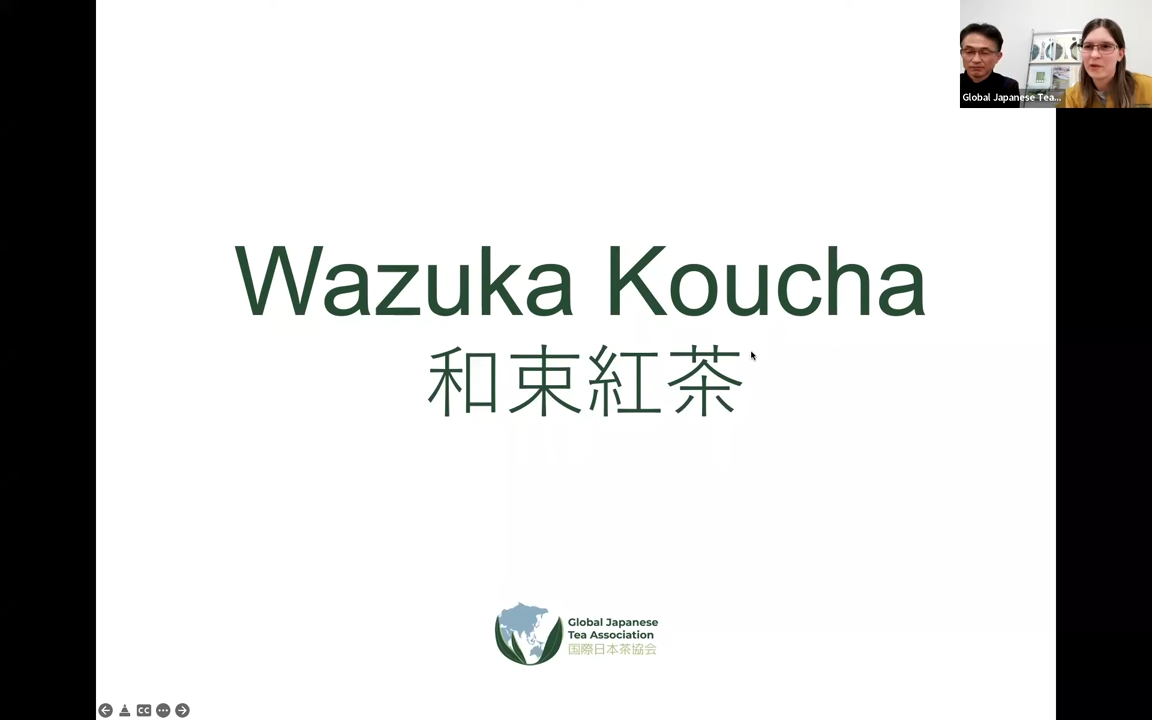 Global Japanese Tea...
Wazuka Koucha
和束紅茶
Global Japanese
Tea Association
国際日本茶協会
CC